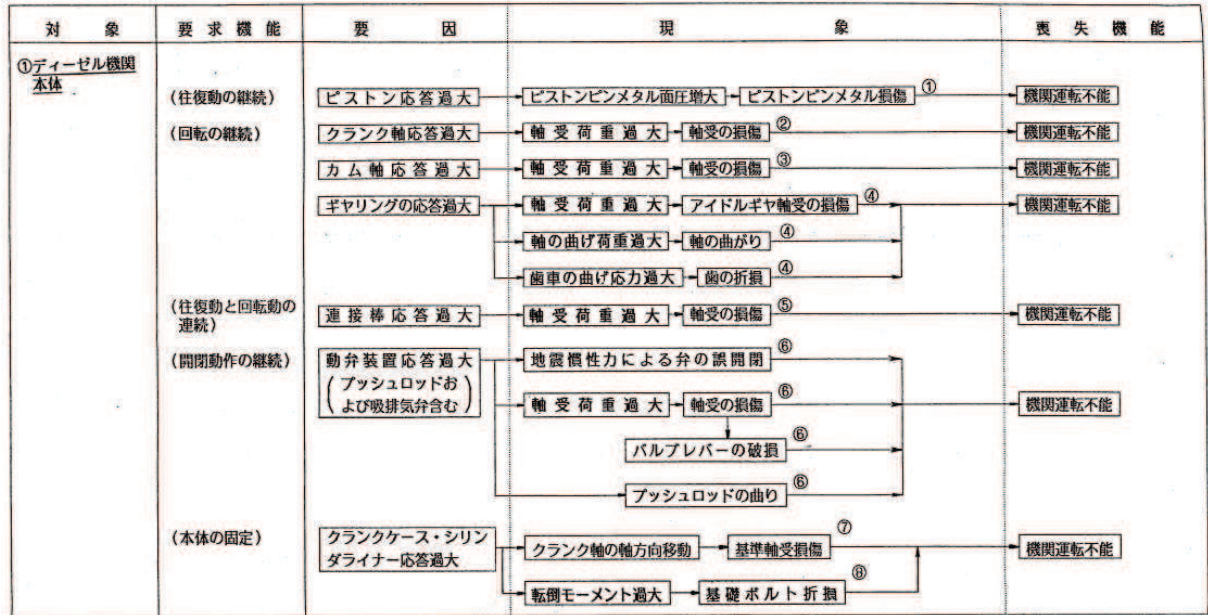 対象 要求機能 要因 現象 喪失機能
①ディーゼル機関
本体
(往復動の継続) ピストン応答過大 ピストンピンメタル面圧増大 ピストンピンメタル損傷 ① 機関運転不能
(回転の継続) クランク軸応答過大 軸受荷重過大 軸受の損傷 ② 機関運転不能
カム軸応答過大 軸受荷重過大 軸受の損傷 ③ 機関運転不能
ギヤリングの応答過大 軸受荷重過大 アイドルギヤ軸受の損傷 ④ 機関運転不能
軸の曲げ荷重過大 軸の曲がり ④
歯車の曲げ応力過大 歯の折損 ④
(往復動と回転動の
連続) 連接棒応答過大 軸受荷重過大 軸受の損傷 ⑤ 機関運転不能
(開閉動作の継続) 動弁装置応答過大 地震慣性力による弁の誤開閉 ⑥
(プッシュロッドお
よび吸排気弁含む) 軸受荷重過大 軸受の損傷 ⑥ 機関運転不能
バルブレバーの破損 ⑥
プッシュロッドの曲り ⑥
(本体の固定) クランクケース・シリン
ダライナー応答過大 クランク軸の軸方向移動 基準軸受損傷 ⑦ 機関運転不能
転倒モーメント過大 基礎ボルト折損 ⑧